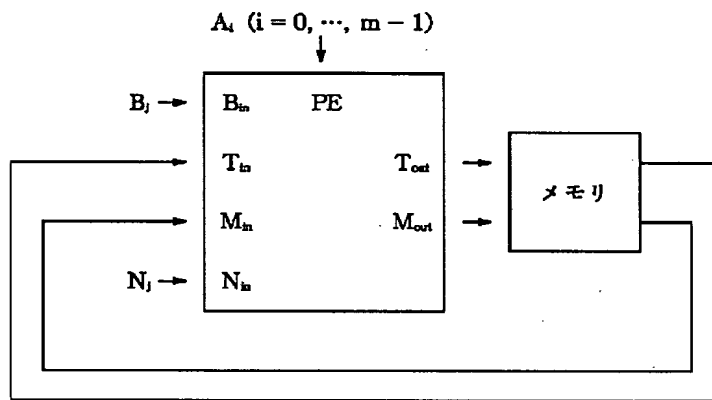 Aᵢ (i = 0, …, m − 1)
Bⱼ Bᵢₙ PE
Tᵢₙ Tₒᵤₜ
メモリ
Mᵢₙ Mₒᵤₜ
Nⱼ Nᵢₙ